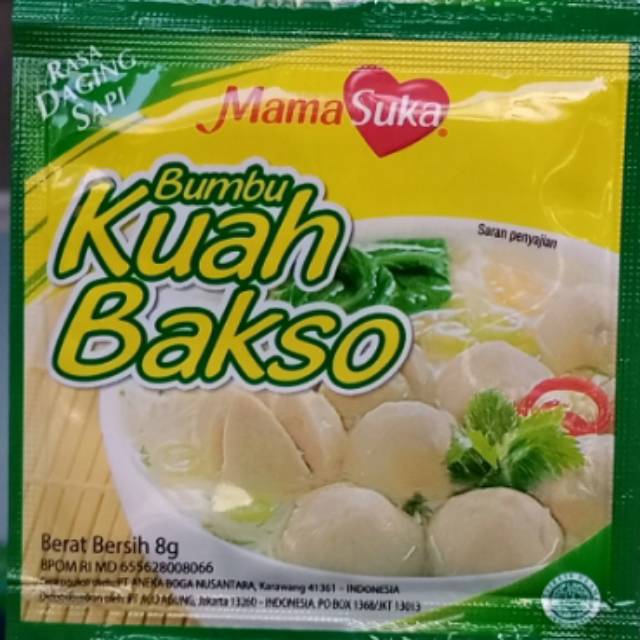 RASA
DAGING
SAPI
MamaSuka
Bumbu
Kuah
Bakso
Saran penyajian
Berat Bersih 8g
BPOM RI MD 655628008066
PT ANEKA BOGA NUSANTARA, Karawang 41361 - INDONESIA
oleh: PT AGUNG, Jakarta 13260 - INDONESIA, PO BOX 1368/JKT 13013